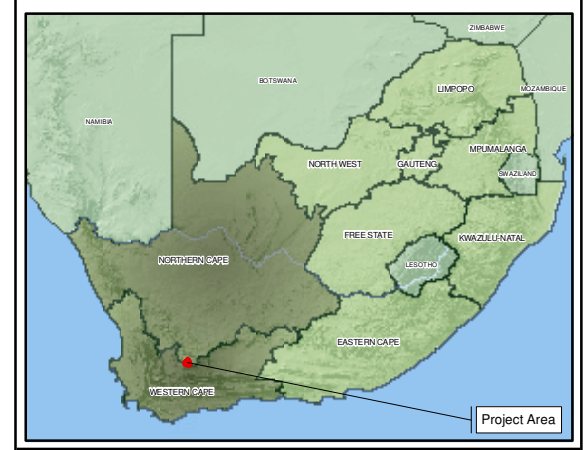 ZIMBABWE
BOTSWANA
LIMPOPO
MOZAMBIQUE
NAMIBIA
MPUMALANGA
NORTH WEST
GAUTENG
SWAZILAND
FREE STATE
KWAZULU-NATAL
NORTHERN CAPE
LESOTHO
EASTERN CAPE
WESTERN CAPE
Project Area